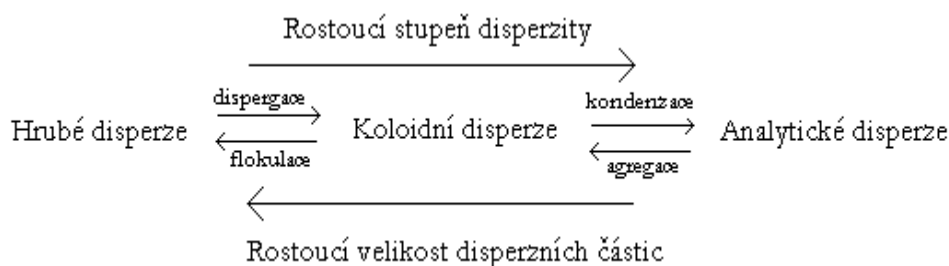 Rostoucí stupeň disperzity
dispergace
kondenzace
Hrubé disperze
Koloidní disperze
Analytické disperze
flokulace
agregace
Rostoucí velikost disperzních částic